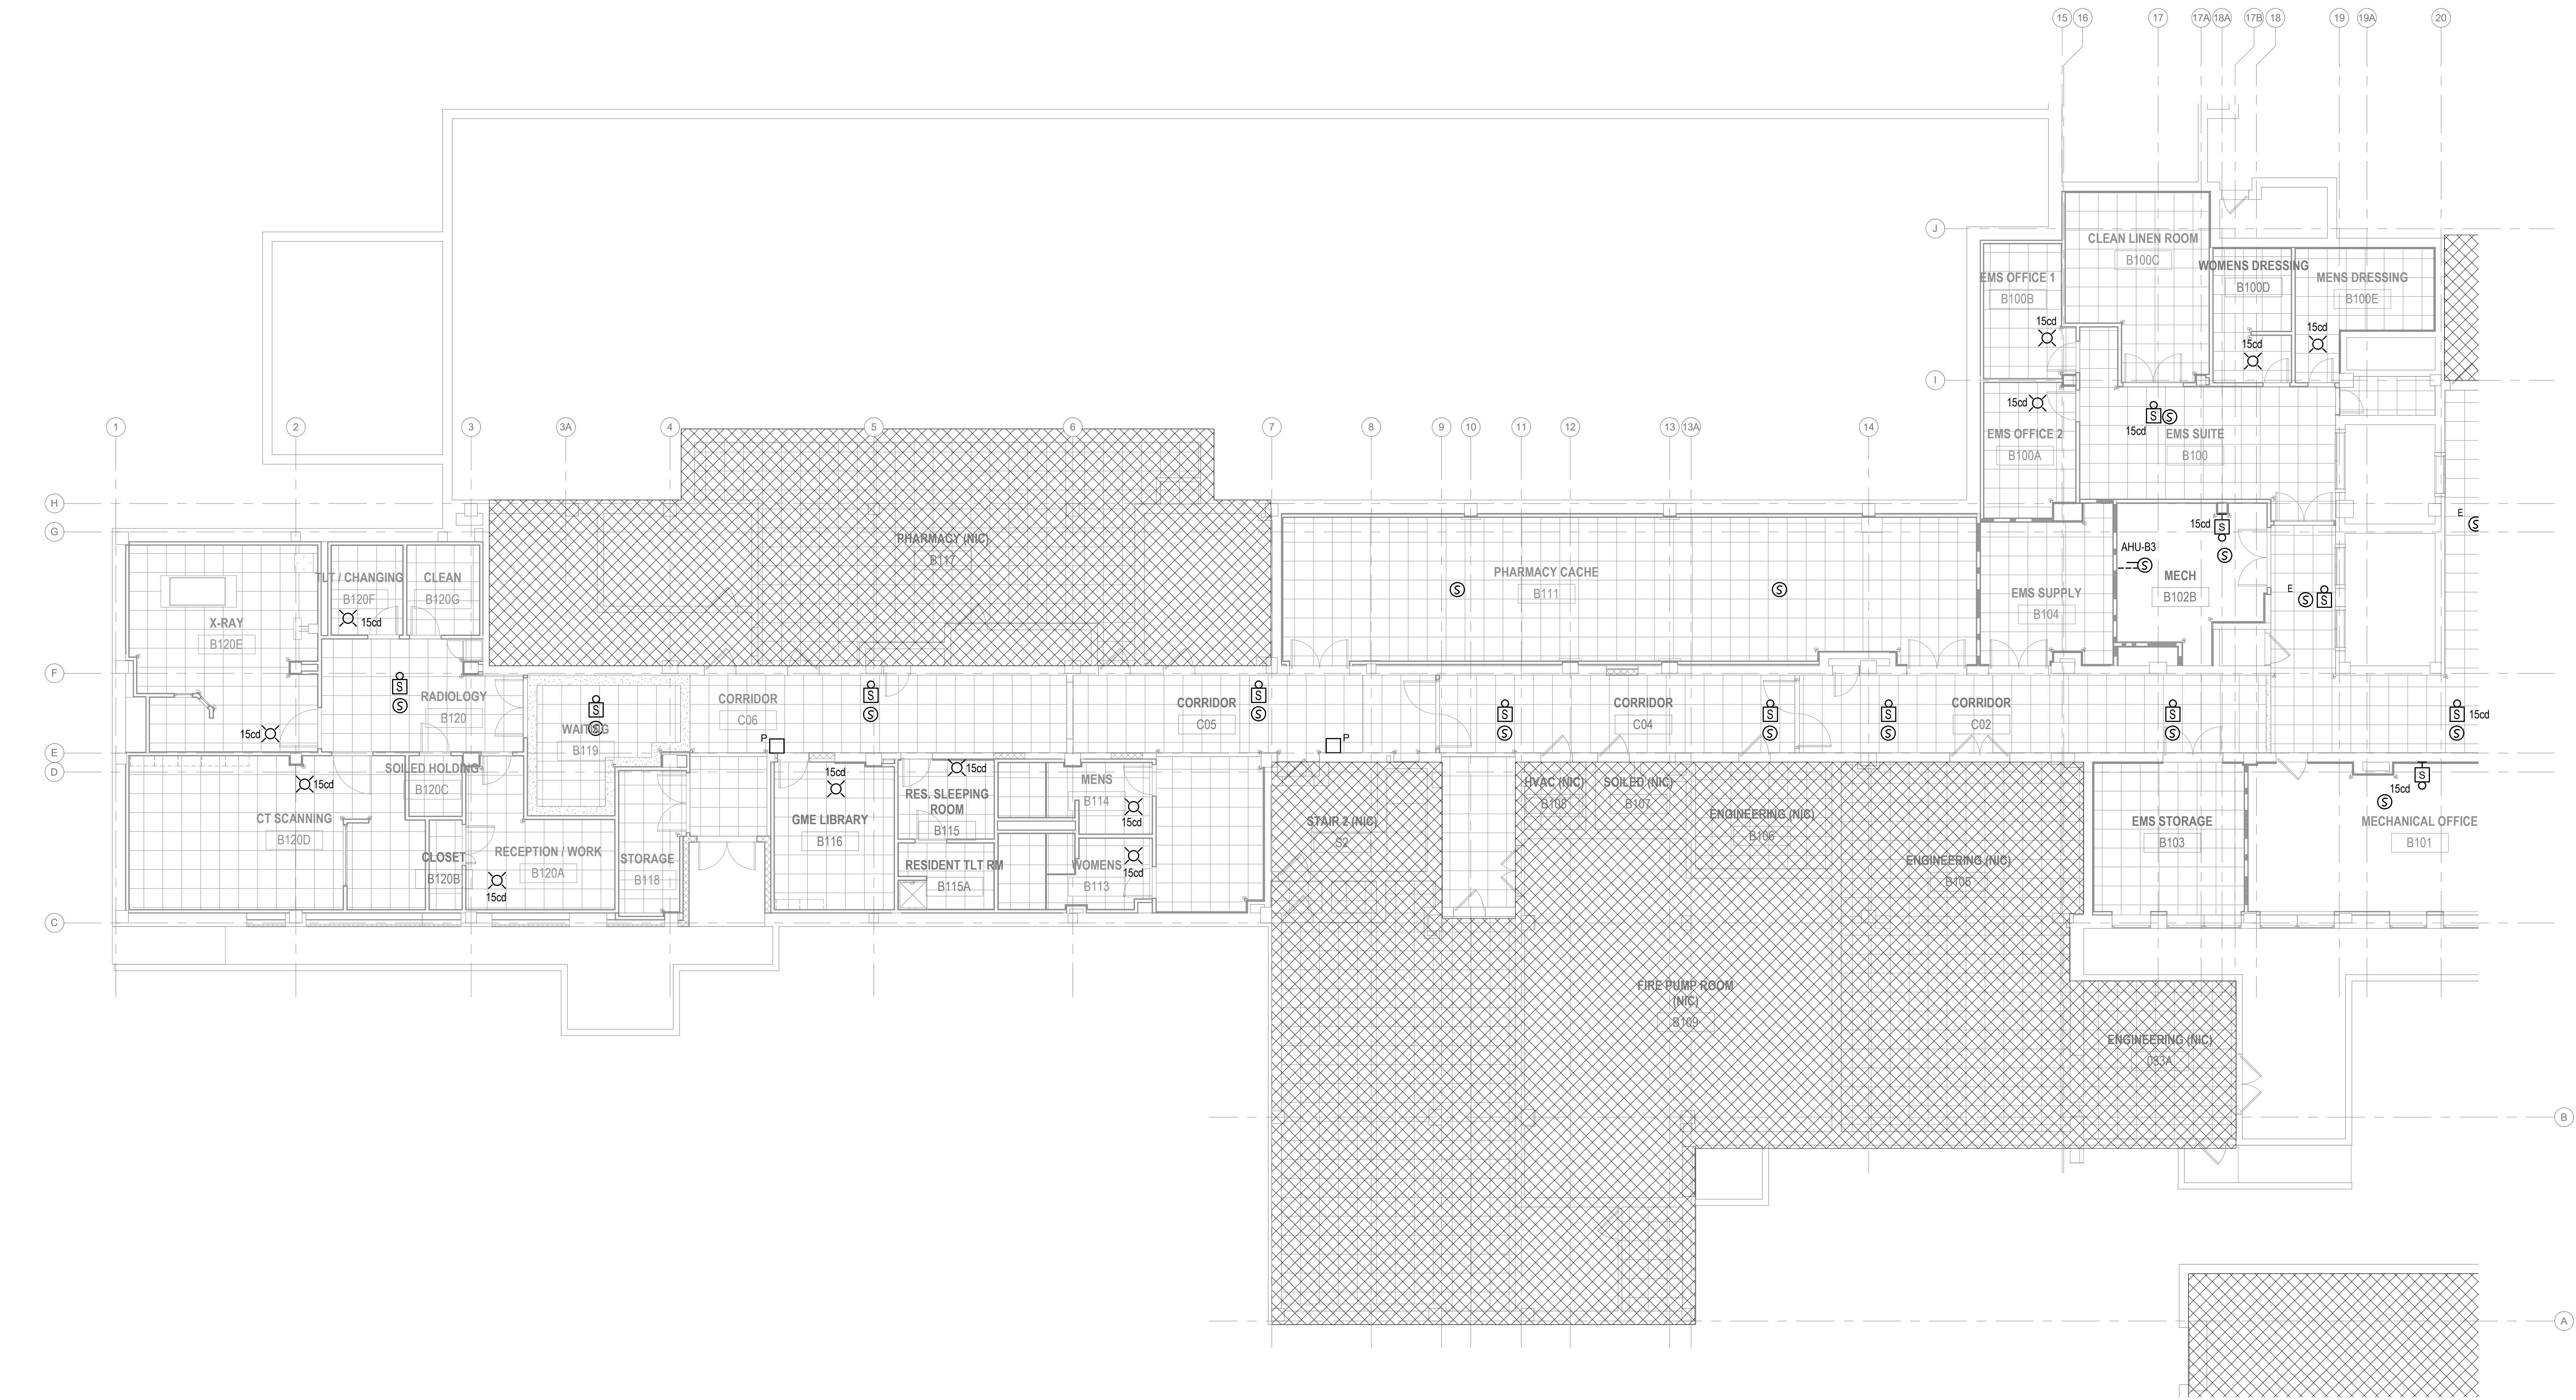 15 16 17 17A 18A 17B 18 19 19A 20
J
CLEAN LINEN ROOM
B100C
WOMENS DRESSING
B100D
MENS DRESSING
B100E
EMS OFFICE 1
B100B
15cd
15cd
15cd
I
15cd
S S
15cd
EMS OFFICE 2
B100A
EMS SUITE
B100
1 2 3 3A 4 5 6 7 8 9 10 11 12 13 13A 14
H
G
E S
15cd S
S
PHARMACY (NIC)
B117
AHU-B3
S
MECH
B102B
PHARMACY CACHE
B111
S
S
EMS SUPPLY
B104
E S S
TLT / CHANGING
B120F
15cd
CLEAN
B120G
X-RAY
B120E
F
S
S
RADIOLOGY
B120
S
S
WAITING
B119
CORRIDOR
C06
S
S
CORRIDOR
C05
S
S
S
S
CORRIDOR
C04
S
S
S
S
CORRIDOR
C02
S
S
S 15cd
S
15cd
P
P
E
D
15cd
SOILED HOLDING
B120C
CT SCANNING
B120D
CLOSET
B120B
RECEPTION / WORK
B120A
15cd
STORAGE
B118
15cd
GME LIBRARY
B116
15cd
RES. SLEEPING
ROOM
B115
RESIDENT TLT RM
B115A
MENS
B114
15cd
WOMENS
B113
15cd
STAIR 2 (NIC)
S2
HVAC (NIC)
B108
SOILED (NIC)
B107
ENGINEERING (NIC)
B106
ENGINEERING (NIC)
B105
EMS STORAGE
B103
S
15cd
S
MECHANICAL OFFICE
B101
C
FIRE PUMP ROOM
(NIC)
B109
ENGINEERING (NIC)
033A
B
A